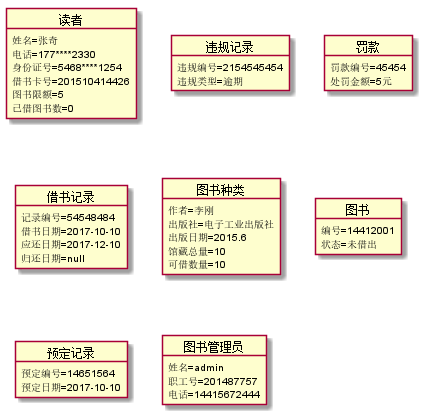 读者
姓名=张奇
电话=177****2330
身份证号=5468****1254
借书卡号=201510414426
图书限额=5
已借图书数=0
违规记录
违规编号=2154545454
违规类型=逾期
罚款
罚款编号=45454
处罚金额=5元
借书记录
记录编号=54548484
借书日期=2017-10-10
应还日期=2017-12-10
归还日期=null
图书种类
作者=李刚
出版社=电子工业出版社
出版日期=2015.6
馆藏总量=10
可借数量=10
图书
编号=14412001
状态=未借出
预定记录
预定编号=14651564
预定日期=2017-10-10
图书管理员
姓名=admin
职工号=201487757
电话=14415672444